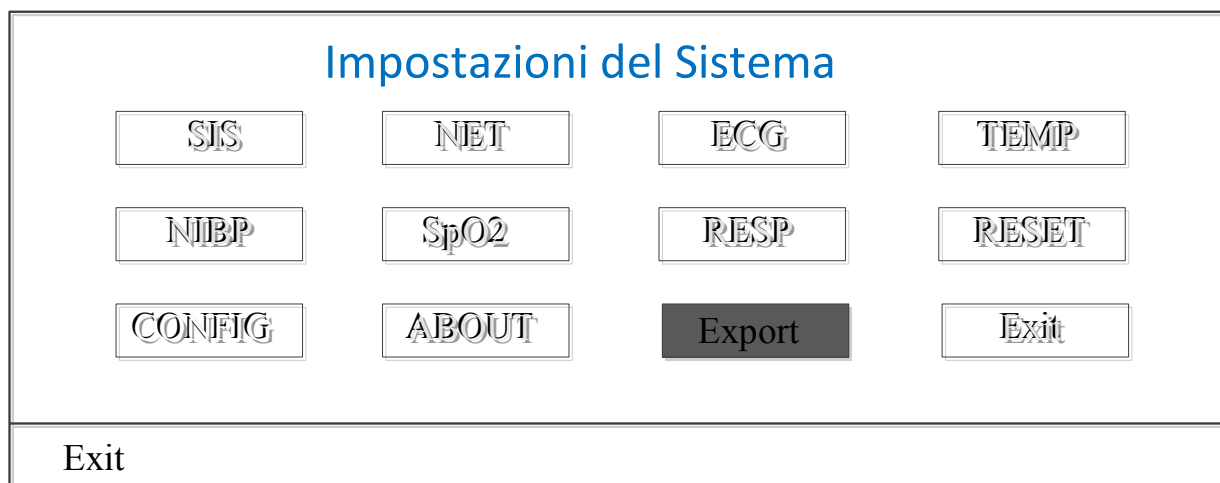 Impostazioni del Sistema
SIS NET ECG TEMP
NIBP SpO2 RESP RESET
CONFIG ABOUT Export Exit
Exit